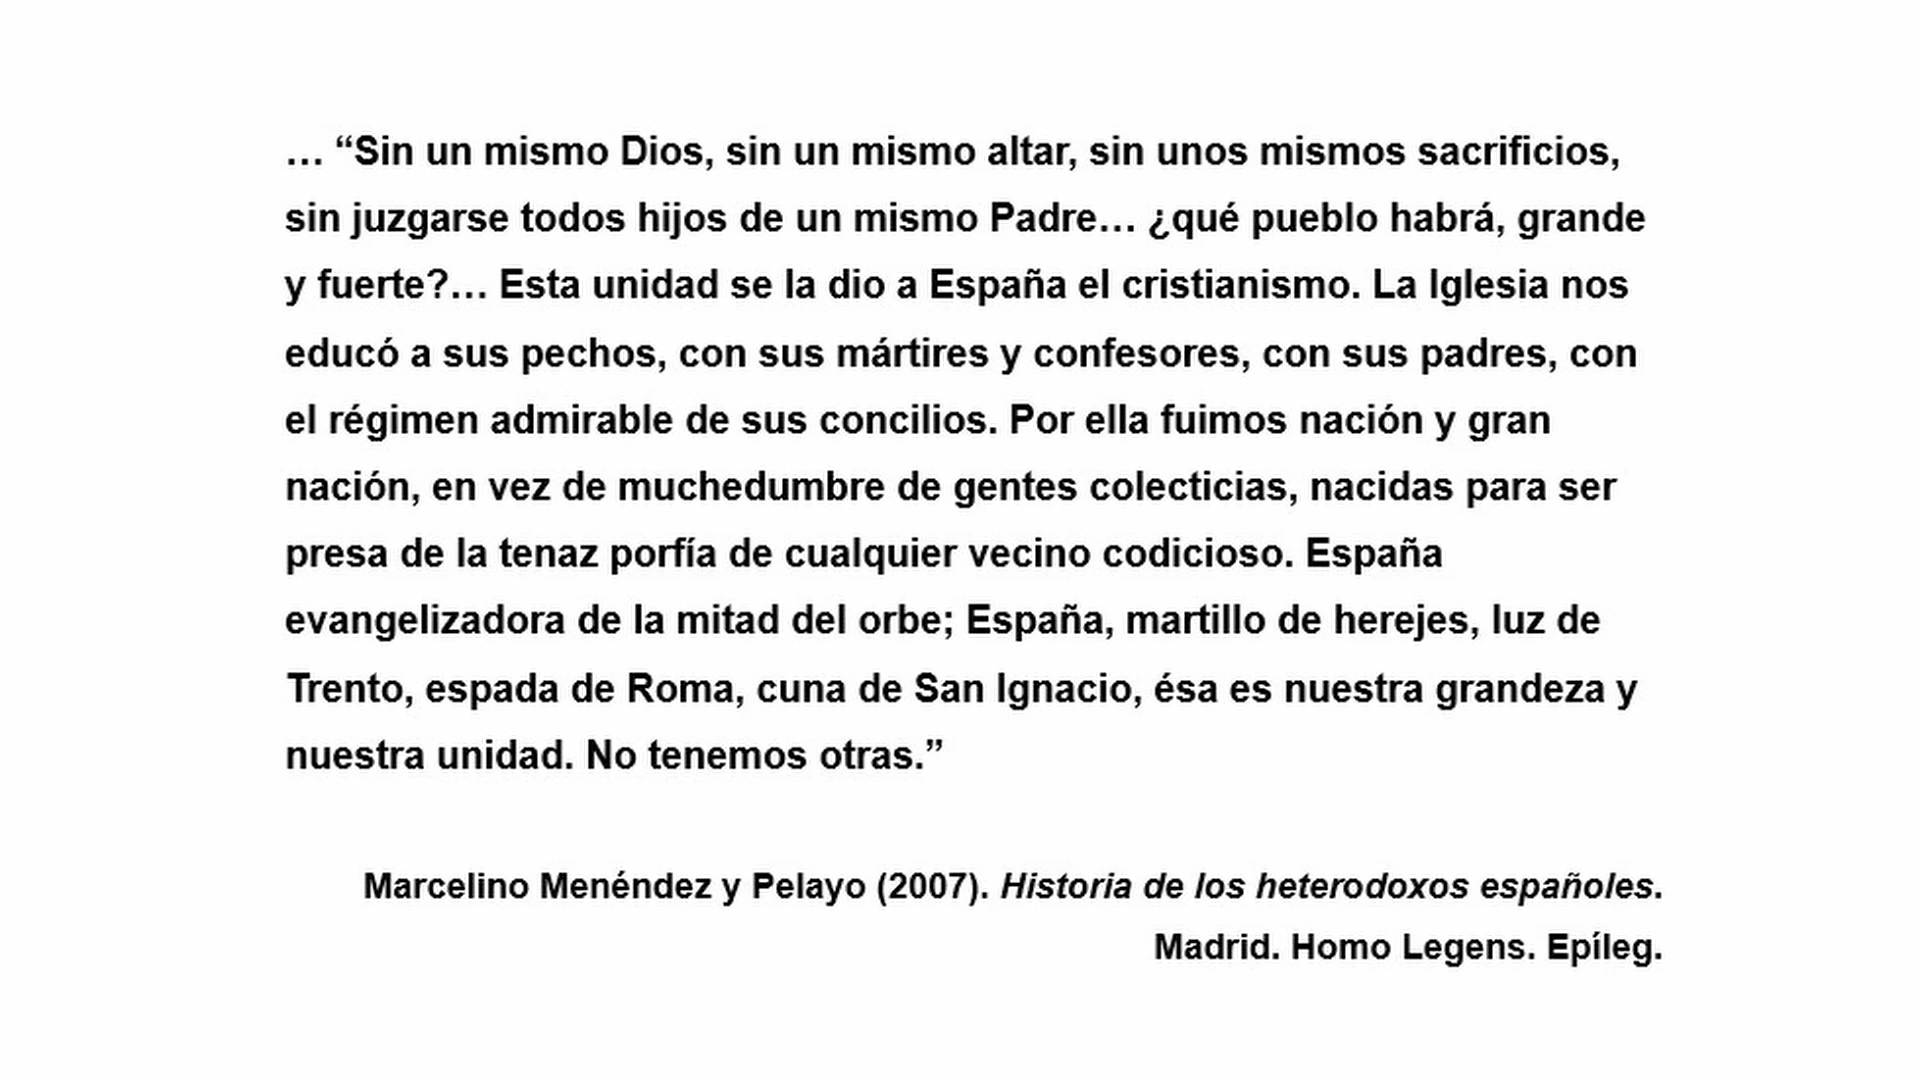 … “Sin un mismo Dios, sin un mismo altar, sin unos mismos sacrificios,
sin juzgarse todos hijos de un mismo Padre… ¿qué pueblo habrá, grande
y fuerte?… Esta unidad se la dio a España el cristianismo. La Iglesia nos
educó a sus pechos, con sus mártires y confesores, con sus padres, con
el régimen admirable de sus concilios. Por ella fuimos nación y gran
nación, en vez de muchedumbre de gentes colecticias, nacidas para ser
presa de la tenaz porfía de cualquier vecino codicioso. España
evangelizadora de la mitad del orbe; España, martillo de herejes, luz de
Trento, espada de Roma, cuna de San Ignacio, ésa es nuestra grandeza y
nuestra unidad. No tenemos otras.”
Marcelino Menéndez y Pelayo (2007). Historia de los heterodoxos españoles.
Madrid. Homo Legens. Epíleg.